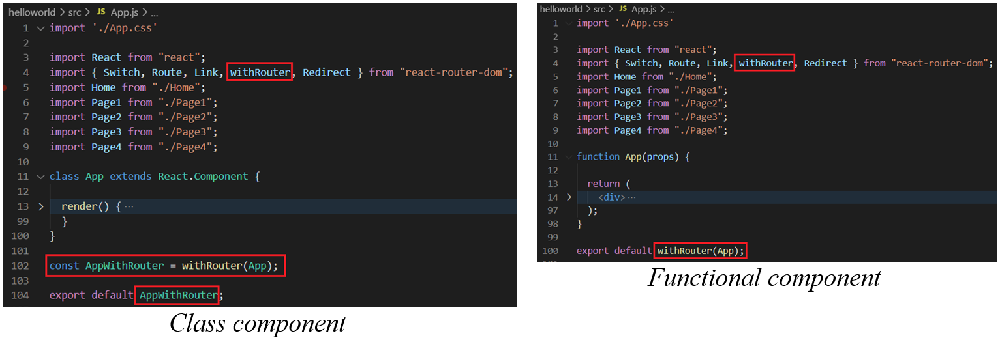 helloworld > src > JS App.js > ...
1 import './App.css'
2
3 import React from "react";
4 import { Switch, Route, Link, withRouter, Redirect } from "react-router-dom";
5 import Home from "./Home";
6 import Page1 from "./Page1";
7 import Page2 from "./Page2";
8 import Page3 from "./Page3";
9 import Page4 from "./Page4";
10
11 class App extends React.Component {
12
13 render() { ...
99 }
100 }
101
102 const AppWithRouter = withRouter(App);
103
104 export default AppWithRouter;
Class component
helloworld > src > JS App.js > ...
1 import './App.css'
2
3 import React from "react";
4 import { Switch, Route, Link, withRouter, Redirect } from "react-router-dom";
5 import Home from "./Home";
6 import Page1 from "./Page1";
7 import Page2 from "./Page2";
8 import Page3 from "./Page3";
9 import Page4 from "./Page4";
10
11 function App(props) {
12
13 return (
14 <div>...
97 );
98 }
99
100 export default withRouter(App);
Functional component